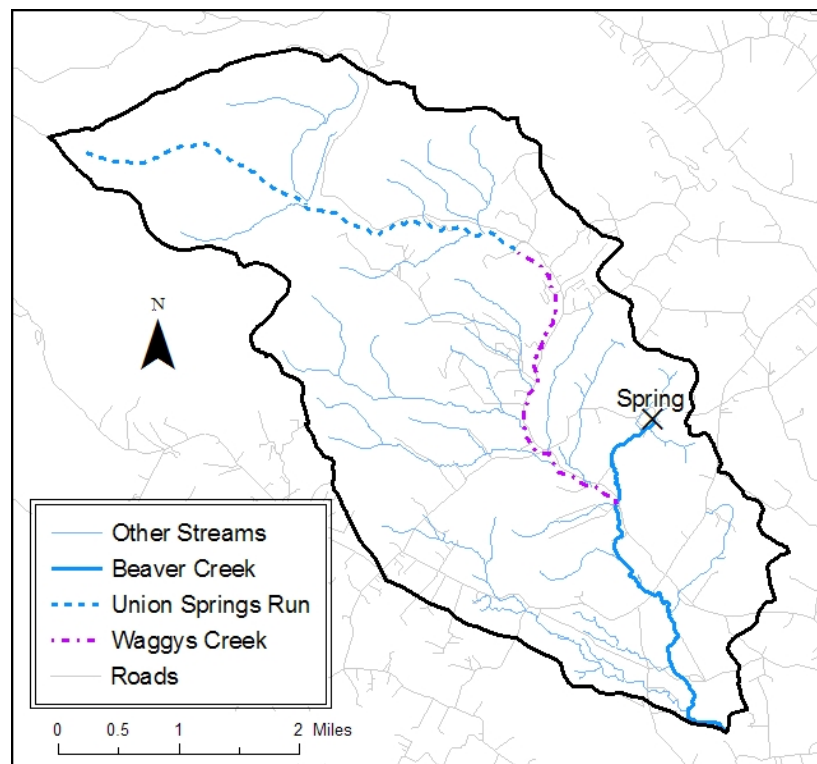 N
Spring
Other Streams
Beaver Creek
Union Springs Run
Waggys Creek
Roads
0 0.5 1 2 Miles